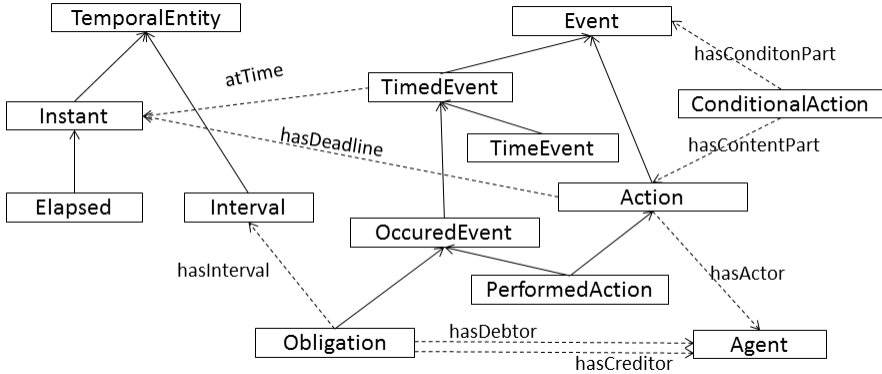 TemporalEntity
Event
hasConditonPart
atTime
TimedEvent
ConditionalAction
Instant
hasDeadline
TimeEvent
hasContentPart
Elapsed
Interval
Action
OccuredEvent
hasInterval
PerformedAction
hasActor
Obligation
hasDebtor
Agent
hasCreditor